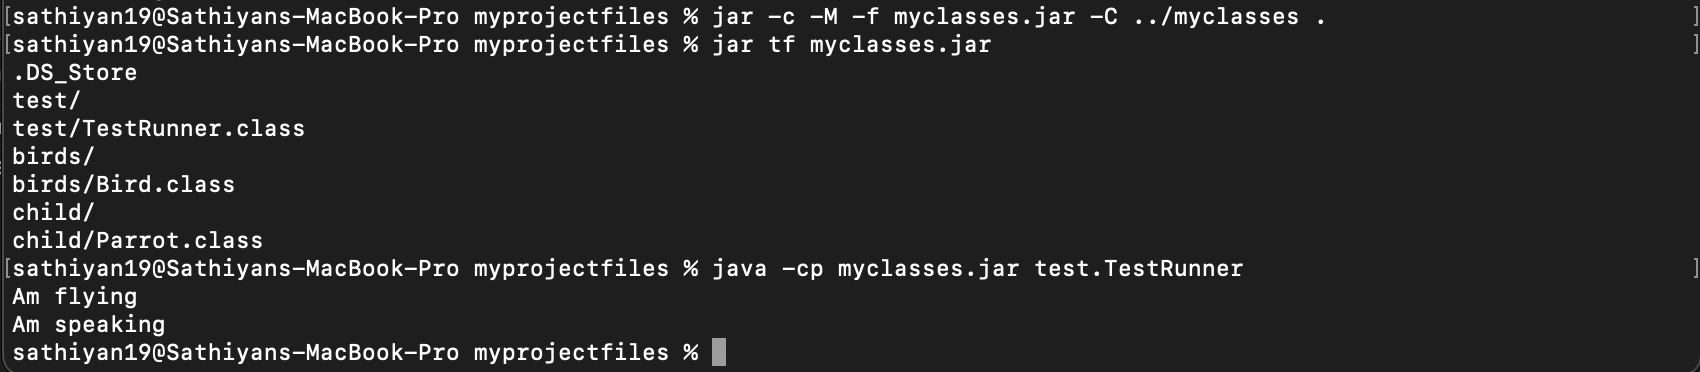 [sathiyan19@Sathiyans-MacBook-Pro myprojectfiles % jar -c -M -f myclasses.jar -C ../myclasses . ]
[sathiyan19@Sathiyans-MacBook-Pro myprojectfiles % jar tf myclasses.jar ]
.DS_Store
test/
test/TestRunner.class
birds/
birds/Bird.class
child/
child/Parrot.class
[sathiyan19@Sathiyans-MacBook-Pro myprojectfiles % java -cp myclasses.jar test.TestRunner ]
Am flying
Am speaking
sathiyan19@Sathiyans-MacBook-Pro myprojectfiles %